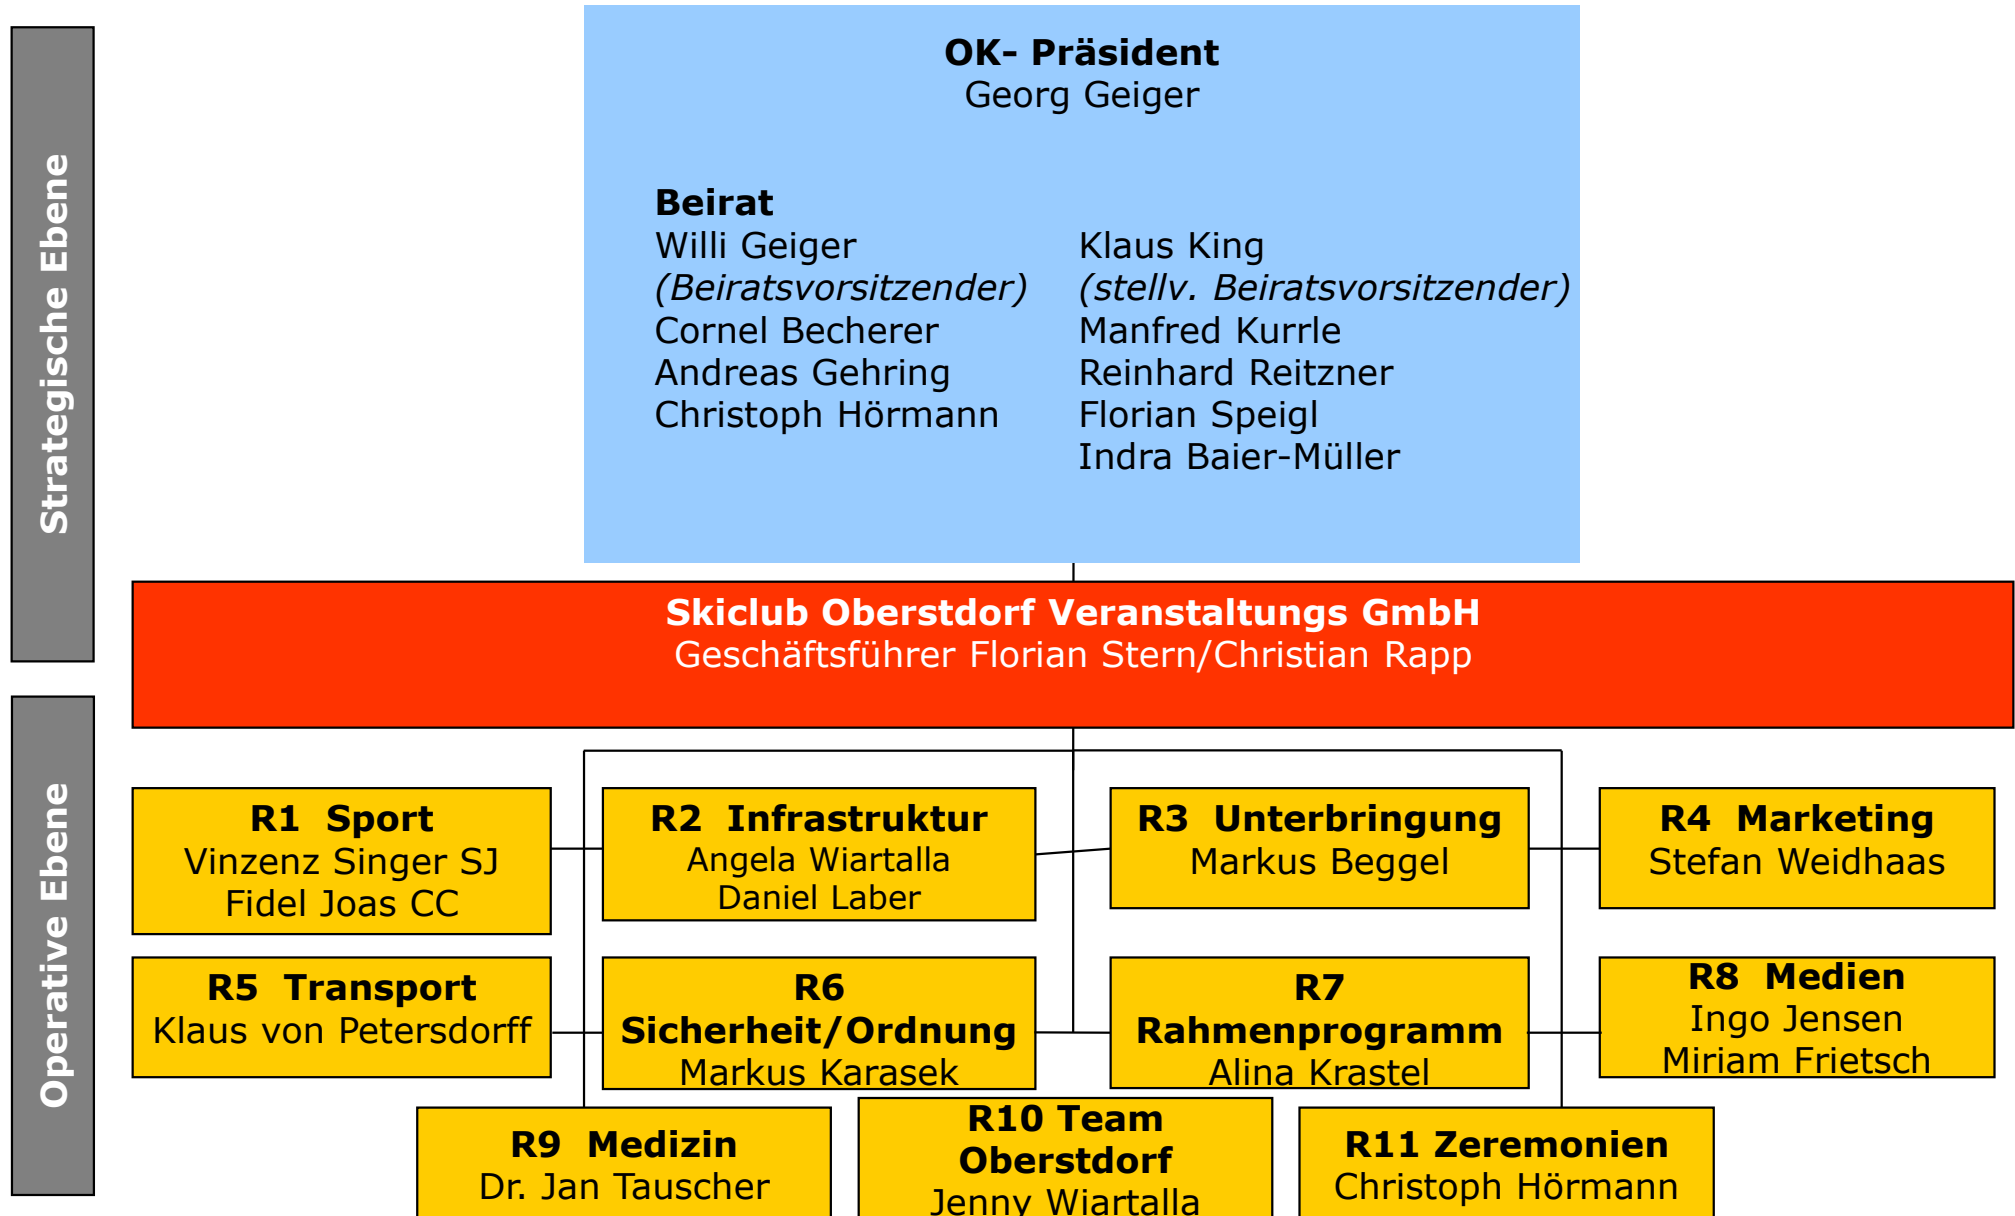 Strategische Ebene
OK- Präsident
Georg Geiger
Beirat
Willi Geiger
(Beiratsvorsitzender)
Cornel Becherer
Andreas Gehring
Christoph Hörmann
Klaus King
(stellv. Beiratsvorsitzender)
Manfred Kurrle
Reinhard Reitzner
Florian Speigl
Indra Baier-Müller
Skiclub Oberstdorf Veranstaltungs GmbH
Geschäftsführer Florian Stern/Christian Rapp
Operative Ebene
R1 Sport
Vinzenz Singer SJ
Fidel Joas CC
R2 Infrastruktur
Angela Wiartalla
Daniel Laber
R3 Unterbringung
Markus Beggel
R4 Marketing
Stefan Weidhaas
R5 Transport
Klaus von Petersdorff
R6
Sicherheit/Ordnung
Markus Karasek
R7
Rahmenprogramm
Alina Krastel
R8 Medien
Ingo Jensen
Miriam Frietsch
R9 Medizin
Dr. Jan Tauscher
R10 Team
Oberstdorf
Jenny Wiartalla
R11 Zeremonien
Christoph Hörmann